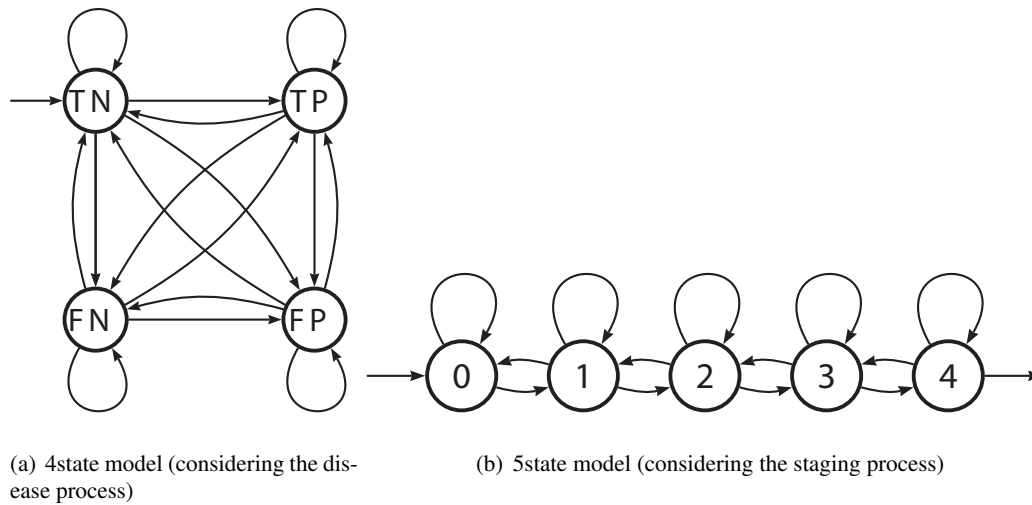 TN TP
FN FP
0 1 2 3 4
(a) 4state model (considering the dis-
ease process)
(b) 5state model (considering the staging process)